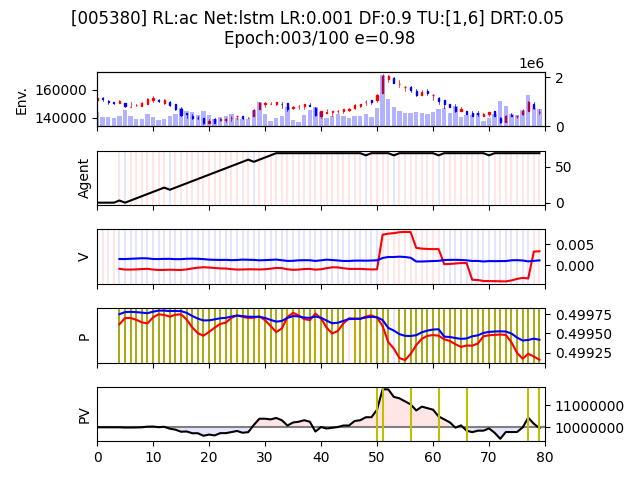 [005380] RL:ac Net:lstm LR:0.001 DF:0.9 TU:[1,6] DRT:0.05
Epoch:003/100 e=0.98
1e6
Env.
160000
140000
2
0
Agent
50
0
V
0.005
0.000
P
0.49975
0.49950
0.49925
PV
11000000
10000000
0 10 20 30 40 50 60 70 80